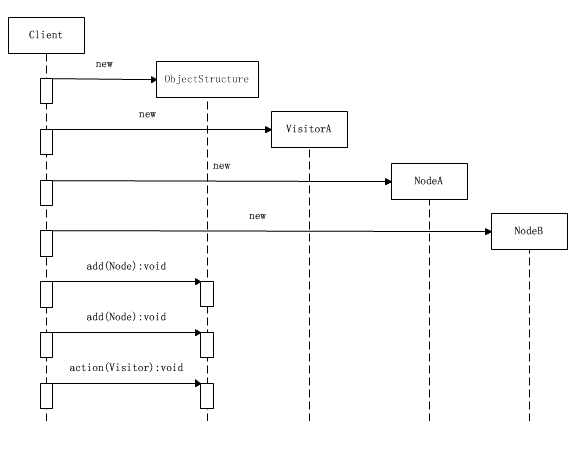 Client
new
ObjectStructure
new
VisitorA
new
NodeA
new
NodeB
add(Node):void
add(Node):void
action(Visitor):void